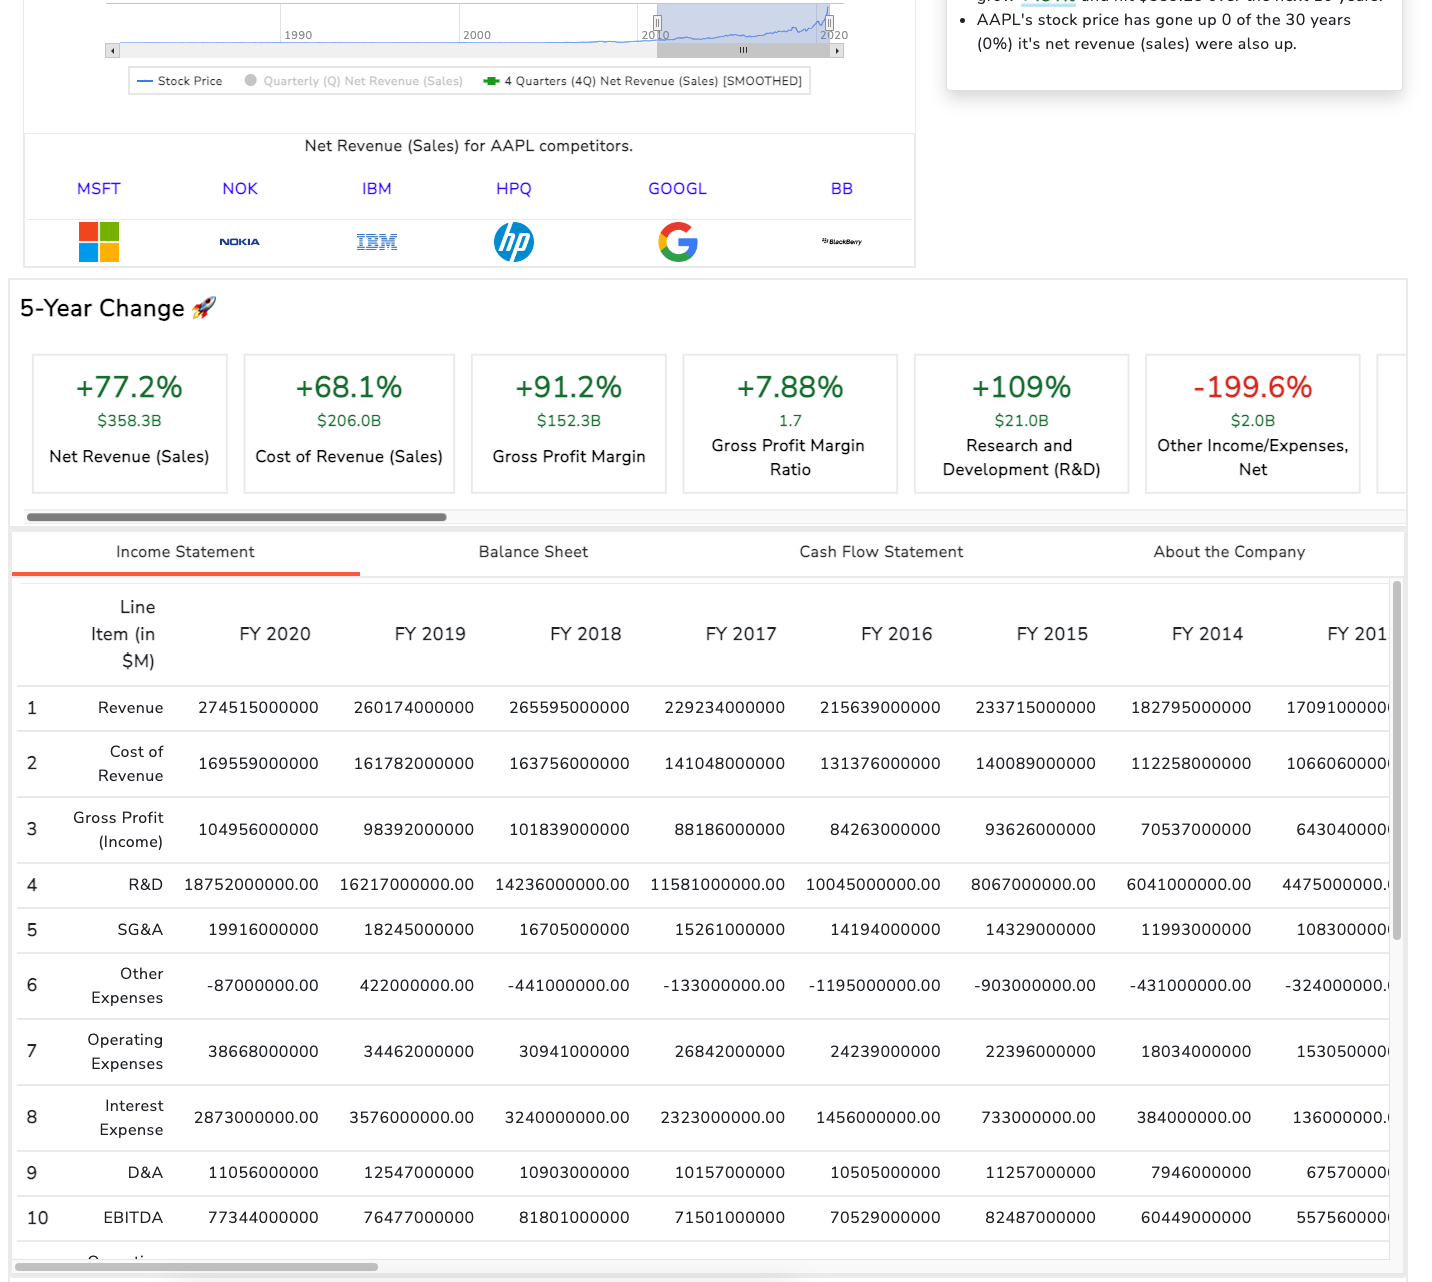 AAPL's stock price has gone up 0 of the 30 years
(0%) it's net revenue (sales) were also up.
1990 2000 2010 2020
Stock Price Quarterly (Q) Net Revenue (Sales) 4 Quarters (4Q) Net Revenue (Sales) [SMOOTHED]
Net Revenue (Sales) for AAPL competitors.
MSFT NOK IBM HPQ GOOGL BB
NOKIA IBM hp G BlackBerry
5-Year Change 🚀
+77.2% +68.1% +91.2% +7.88% +109% -199.6%
$358.3B $206.0B $152.3B 1.7 $21.0B $2.0B
Net Revenue (Sales) Cost of Revenue (Sales) Gross Profit Margin Gross Profit Margin Ratio Research and Development (R&D) Other Income/Expenses, Net
Income Statement Balance Sheet Cash Flow Statement About the Company
Line Item (in $M) FY 2020 FY 2019 FY 2018 FY 2017 FY 2016 FY 2015 FY 2014 FY 201
1 Revenue 274515000000 260174000000 265595000000 229234000000 215639000000 233715000000 182795000000 17091000000
2 Cost of Revenue 169559000000 161782000000 163756000000 141048000000 131376000000 140089000000 112258000000 10660600000
3 Gross Profit (Income) 104956000000 98392000000 101839000000 88186000000 84263000000 93626000000 70537000000 643040000
4 R&D 18752000000.00 16217000000.00 14236000000.00 11581000000.00 10045000000.00 8067000000.00 6041000000.00 4475000000.
5 SG&A 19916000000 18245000000 16705000000 15261000000 14194000000 14329000000 11993000000 108300000
6 Other Expenses -87000000.00 422000000.00 -441000000.00 -133000000.00 -1195000000.00 -903000000.00 -431000000.00 -324000000.
7 Operating Expenses 38668000000 34462000000 30941000000 26842000000 24239000000 22396000000 18034000000 153050000
8 Interest Expense 2873000000.00 3576000000.00 3240000000.00 2323000000.00 1456000000.00 733000000.00 384000000.00 136000000.
9 D&A 11056000000 12547000000 10903000000 10157000000 10505000000 11257000000 7946000000 67570000
10 EBITDA 77344000000 76477000000 81801000000 71501000000 70529000000 82487000000 60449000000 557560000